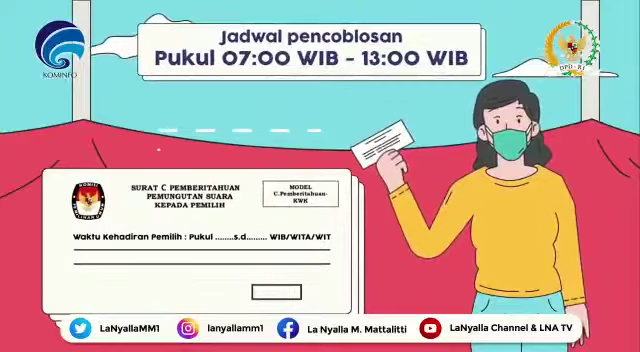 Jadwal pencoblosan
Pukul 07:00 WIB - 13:00 WIB
KOMINFO
DPD-RI
KOMISI
SURAT C PEMBERITAHUAN
PEMUNGUTAN SUARA
KEPADA PEMILIH
MODEL
C.Pemberitahuan-
KWK
Waktu Kehadiran Pemilih : Pukul ........s.d......... WIB/WITA/WIT
LaNyallaMM1
lanyallamm1
La Nyalla M. Mattalitti
LaNyalla Channel & LNA TV